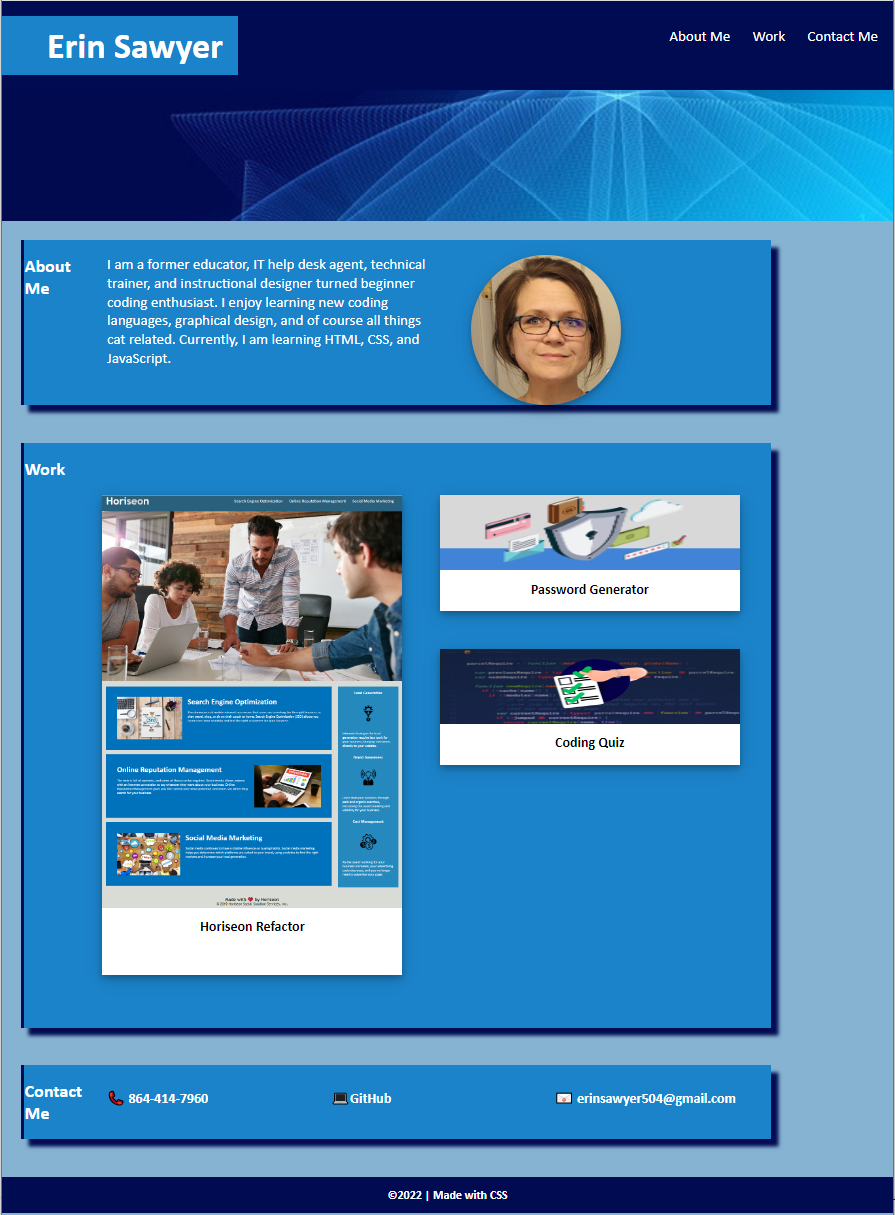 Erin Sawyer
About Me
Work
Contact Me
About
Me
I am a former educator, IT help desk agent, technical
trainer, and instructional designer turned beginner
coding enthusiast. I enjoy learning new coding
languages, graphical design, and of course all things
cat related. Currently, I am learning HTML, CSS, and
JavaScript.
Work
Horiseon
Search Engine Optimization
Online Reputation Management
Social Media Marketing
Search Engine Optimization
Online Reputation Management
Social Media Marketing
Lead Generation
Brand Awareness
Cost Management
Made with ❤️ by Horiseon
Horiseon Refactor
Password Generator
Coding Quiz
Contact
Me
📞 864-414-7960
💻 GitHub
📧 erinsawyer504@gmail.com
©2022 | Made with CSS